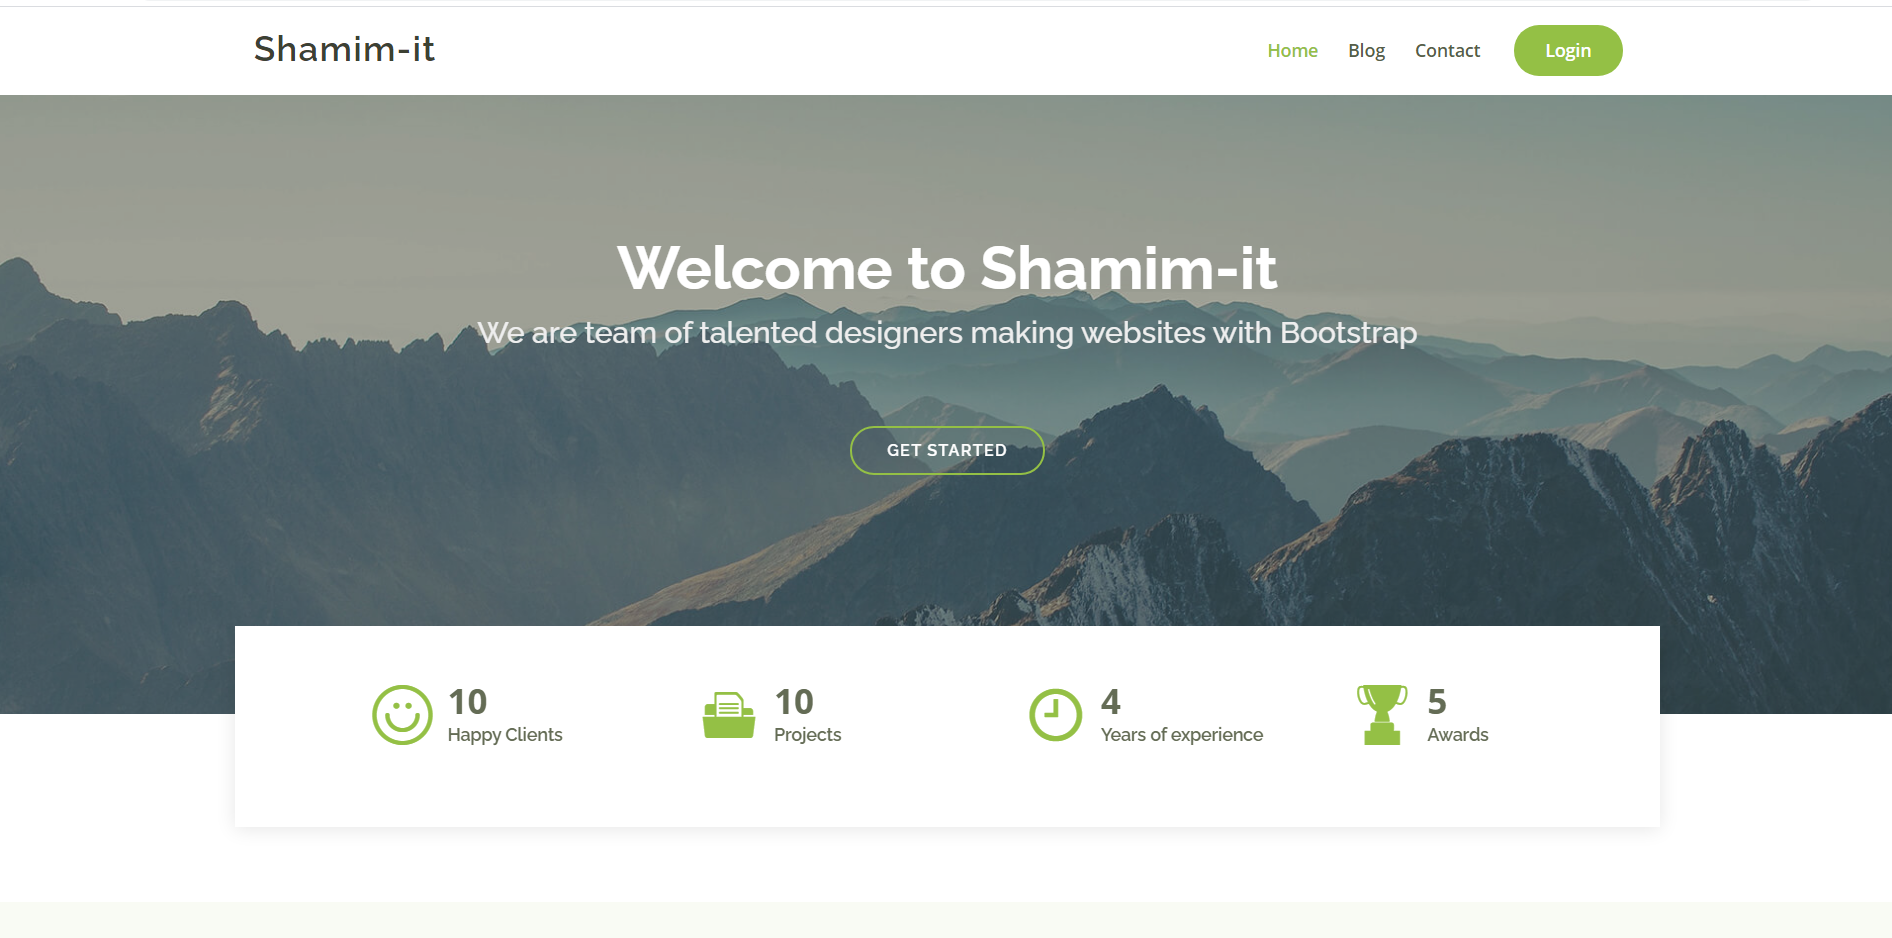 Shamim-it
Home Blog Contact Login
Welcome to Shamim-it
We are team of talented designers making websites with Bootstrap
GET STARTED
10
Happy Clients
10
Projects
4
Years of experience
5
Awards